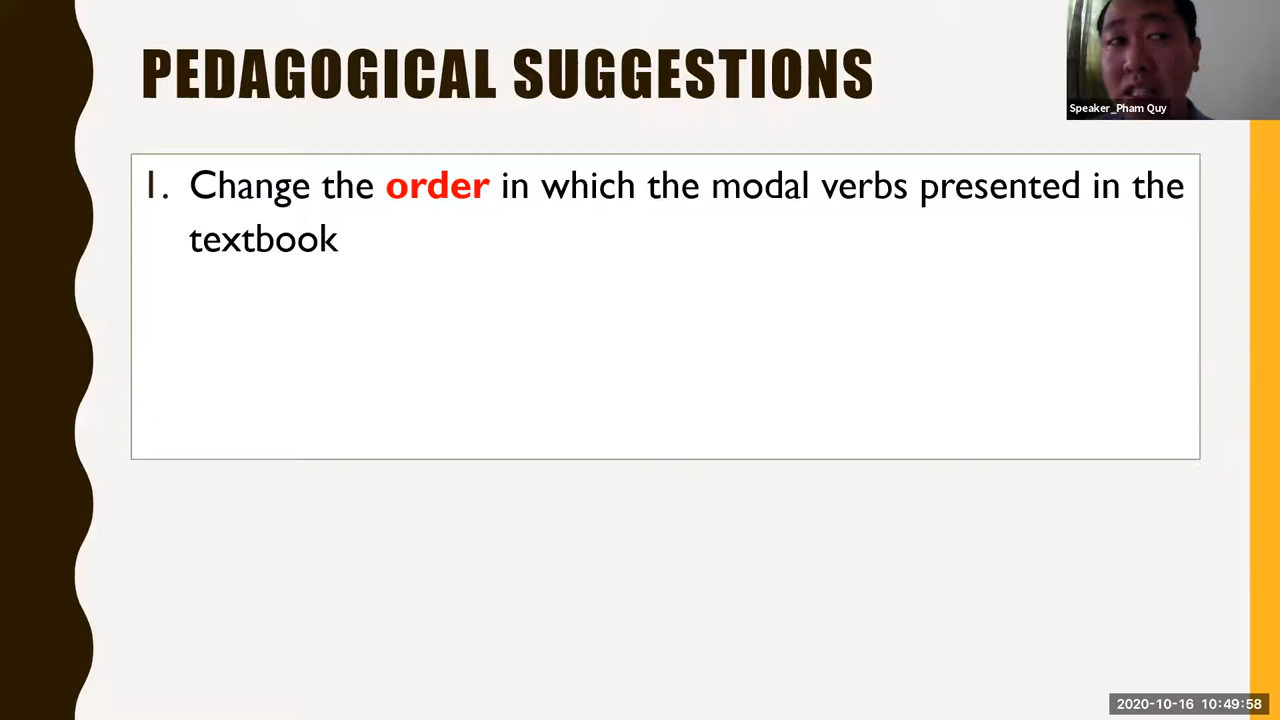 PEDAGOGICAL SUGGESTIONS
Speaker_Pham Quy
1. Change the order in which the modal verbs presented in the
textbook
2020-10-16 10:49:58